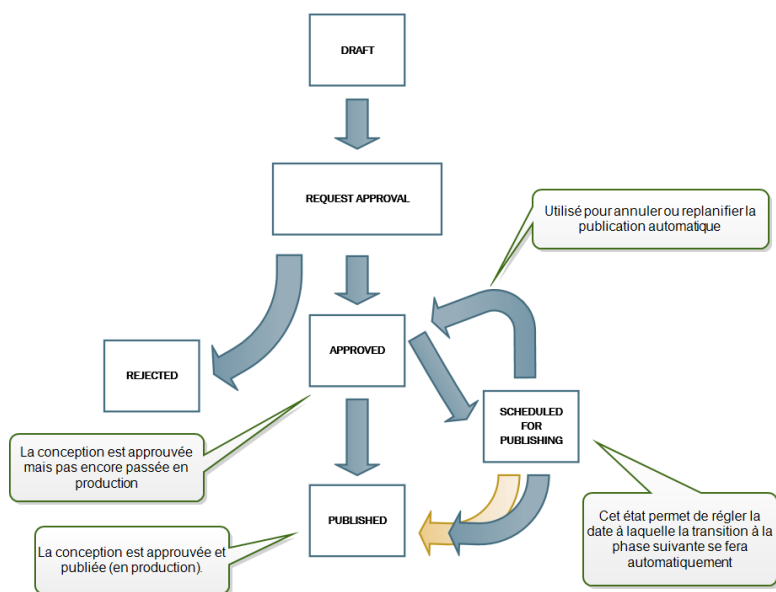 DRAFT
REQUEST APPROVAL
Utilisé pour annuler ou replanifier la
publication automatique
APPROVED
REJECTED
SCHEDULED
FOR
PUBLISHING
La conception est approuvée
mais pas encore passée en
production
PUBLISHED
La conception est approuvée et
publiée (en production).
Cet état permet de régler la
date à laquelle la transition à la
phase suivante se fera
automatiquement